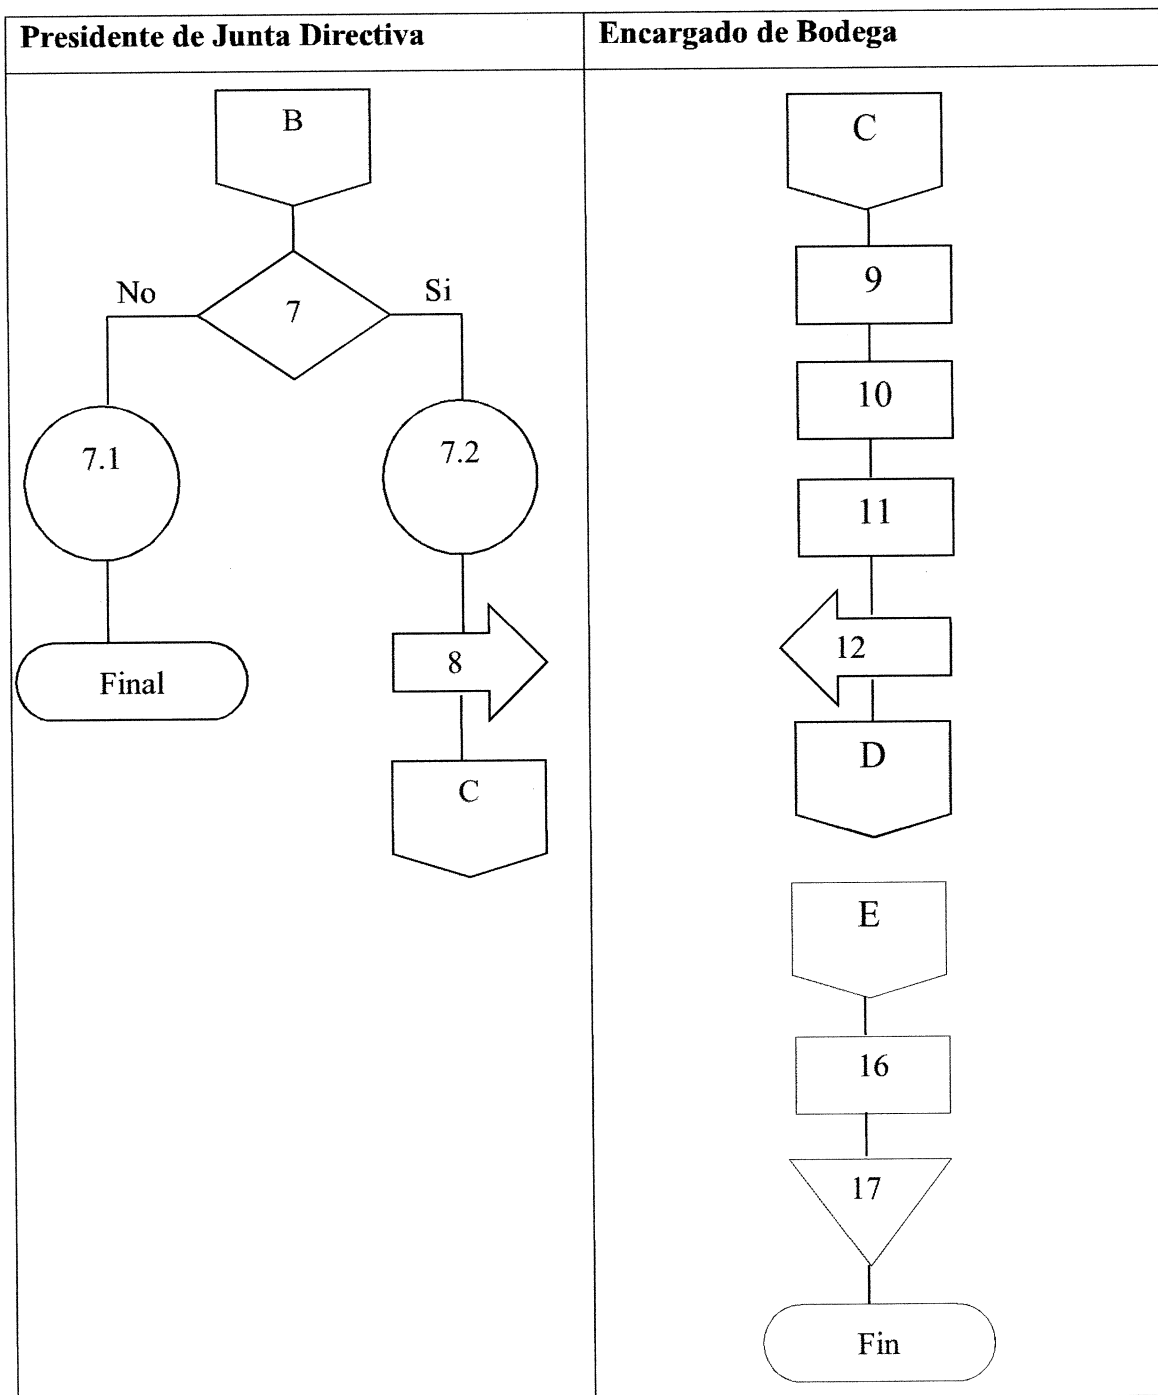 Presidente de Junta Directiva
B
No
Si
7
7.1
7.2
Final
8
C
Encargado de Bodega
C
9
10
11
12
D
E
16
17
Fin